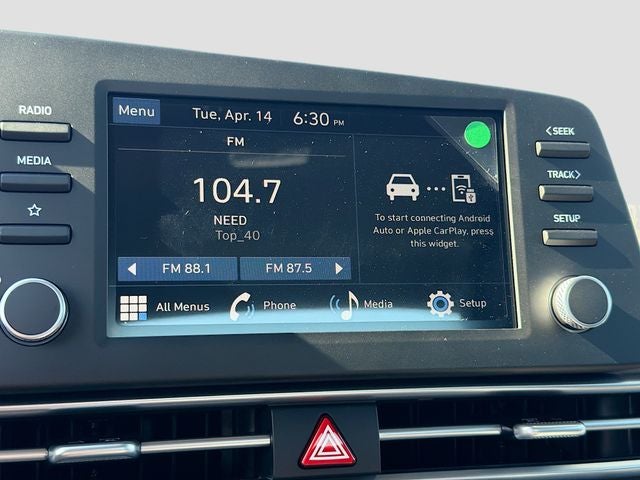 RADIO
MEDIA
Menu
Tue, Apr. 14 6:30 PM
FM
104.7
NEED
Top_40
FM 88.1
FM 87.5
To start connecting Android
Auto or Apple CarPlay, press
this widget.
All Menus
Phone
Media
Setup
<SEEK
TRACK>
SETUP